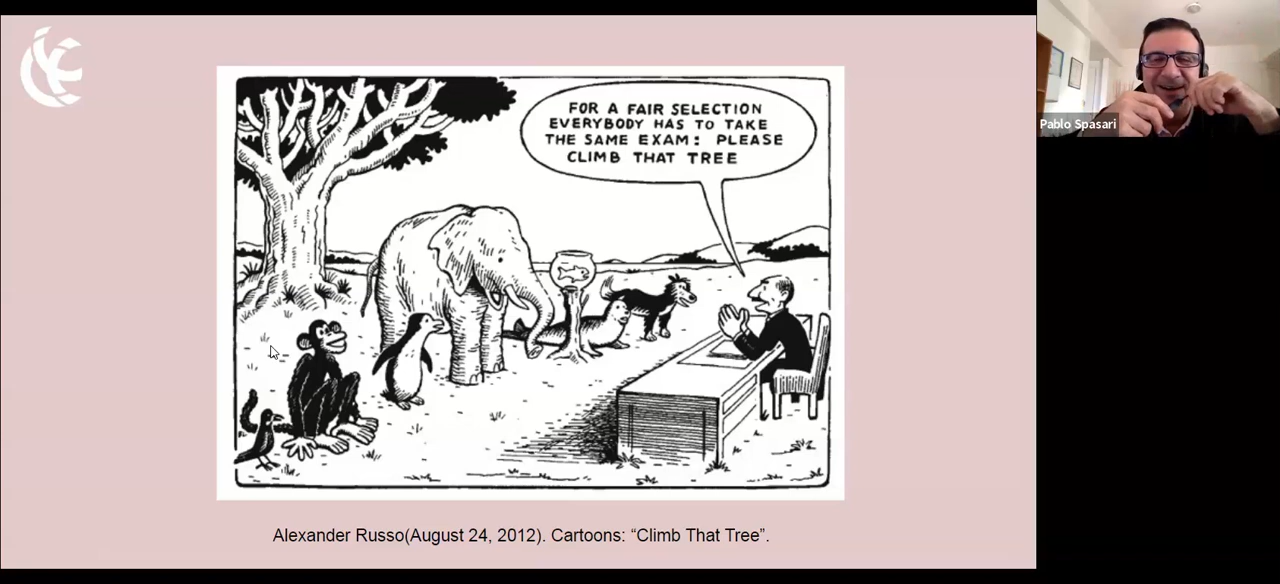 FOR A FAIR SELECTION
EVERYBODY HAS TO TAKE
THE SAME EXAM: PLEASE
CLIMB THAT TREE
Pablo Spasari
Alexander Russo(August 24, 2012). Cartoons: “Climb That Tree”.